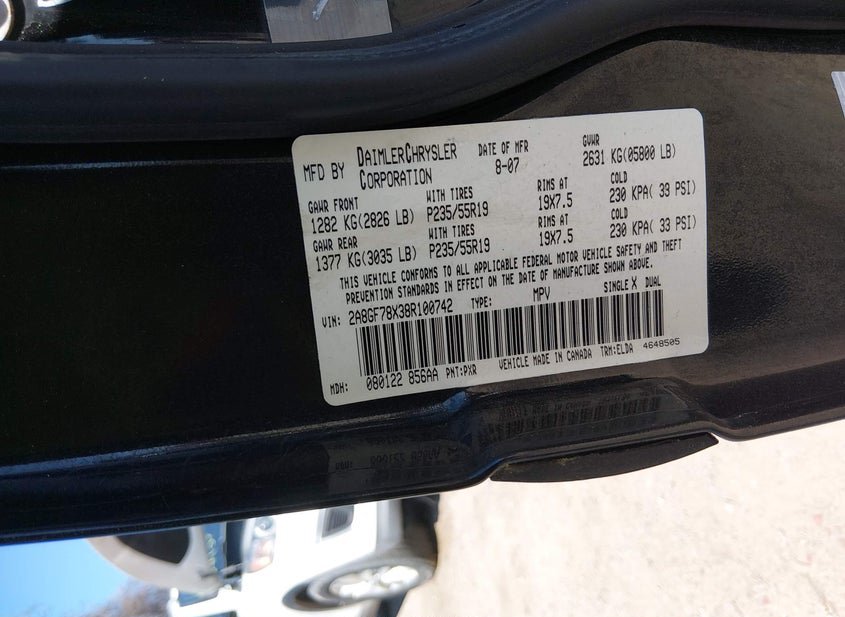 MFD BY DAIMLERCHRYSLER CORPORATION DATE OF MFR 8-07 GVWR 2631 KG(05800 LB)
GAWR FRONT WITH TIRES RIMS AT COLD
1282 KG(2826 LB) P235/55R19 19X7.5 230 KPA( 33 PSI)
GAWR REAR WITH TIRES RIMS AT COLD
1377 KG(3035 LB) P235/55R19 19X7.5 230 KPA( 33 PSI)
THIS VEHICLE CONFORMS TO ALL APPLICABLE FEDERAL MOTOR VEHICLE SAFETY AND THEFT
PREVENTION STANDARDS IN EFFECT ON THE DATE OF MANUFACTURE SHOWN ABOVE.
VIN: 2A8GF78X38R100742 TYPE: MPV SINGLE X DUAL
MDH: 080122 856AA PNT:PXR VEHICLE MADE IN CANADA TRM:ELDA 4648505